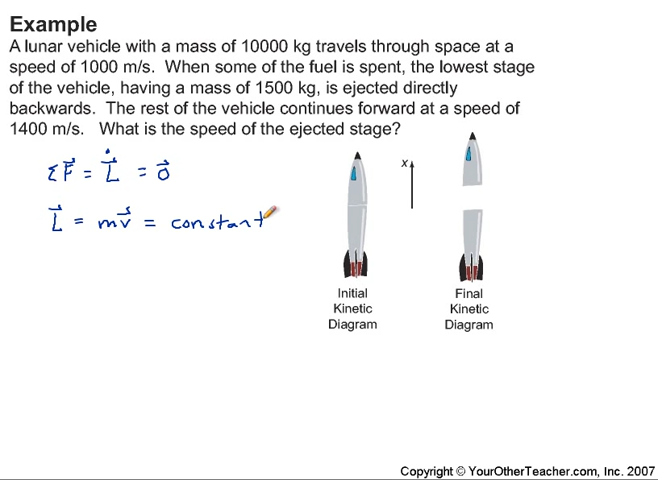 Example
A lunar vehicle with a mass of 10000 kg travels through space at a
speed of 1000 m/s. When some of the fuel is spent, the lowest stage
of the vehicle, having a mass of 1500 kg, is ejected directly
backwards. The rest of the vehicle continues forward at a speed of
1400 m/s. What is the speed of the ejected stage?
ΣF⃗ = L⃗̇ = 0⃗
L⃗ = mv⃗ = constant
x
Initial
Kinetic
Diagram
Final
Kinetic
Diagram
Copyright © YourOtherTeacher.com, Inc. 2007